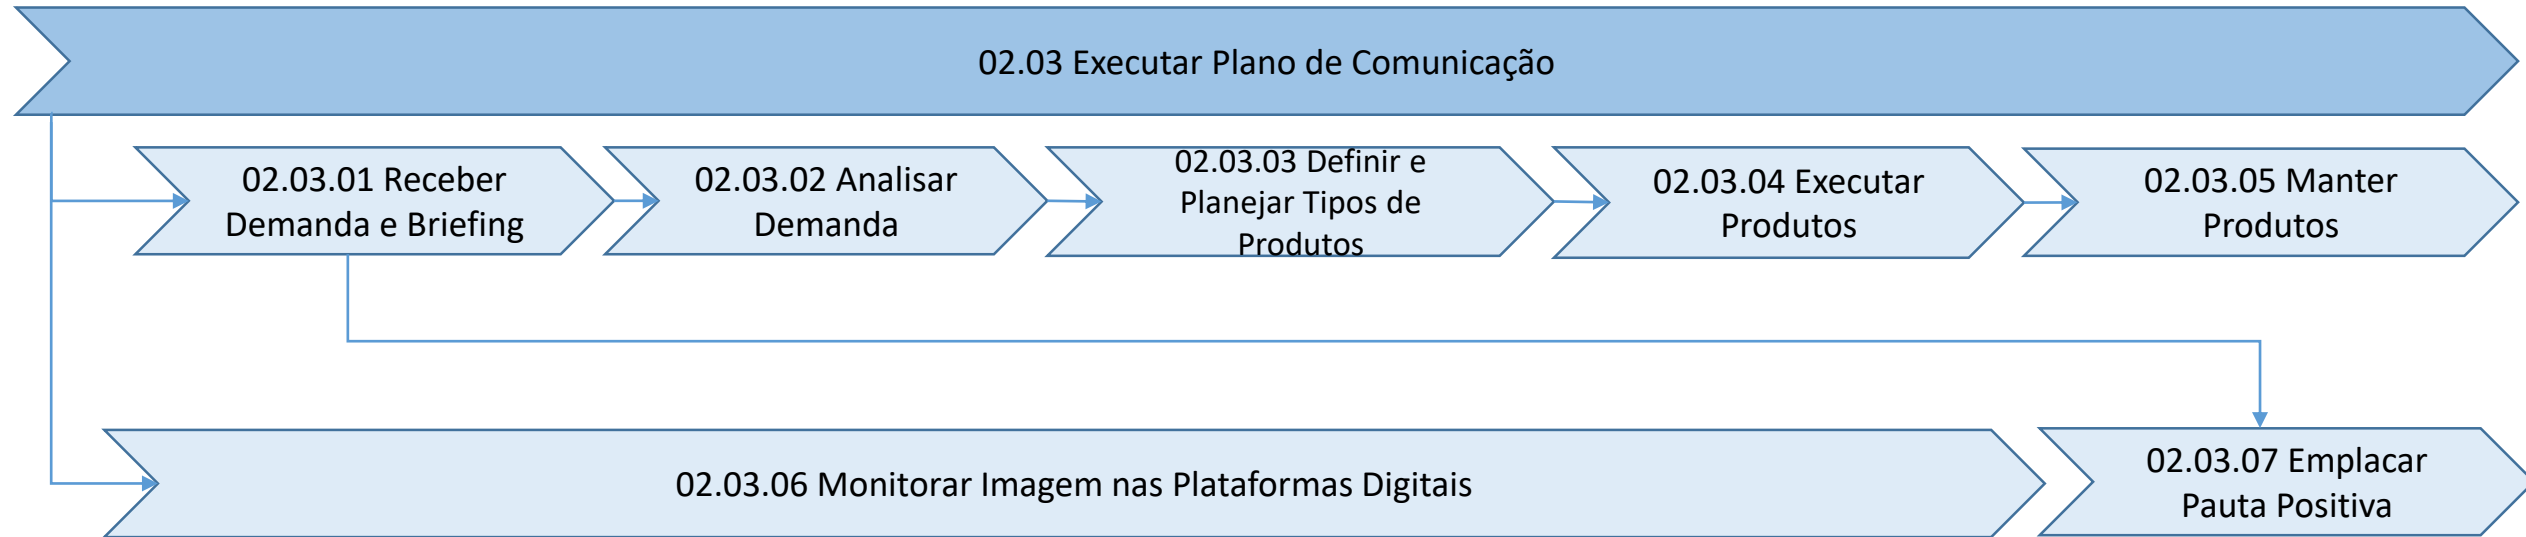 02.03 Executar Plano de Comunicação
02.03.01 Receber
Demanda e Briefing
02.03.02 Analisar
Demanda
02.03.03 Definir e
Planejar Tipos de
Produtos
02.03.04 Executar
Produtos
02.03.05 Manter
Produtos
02.03.06 Monitorar Imagem nas Plataformas Digitais
02.03.07 Emplacar
Pauta Positiva